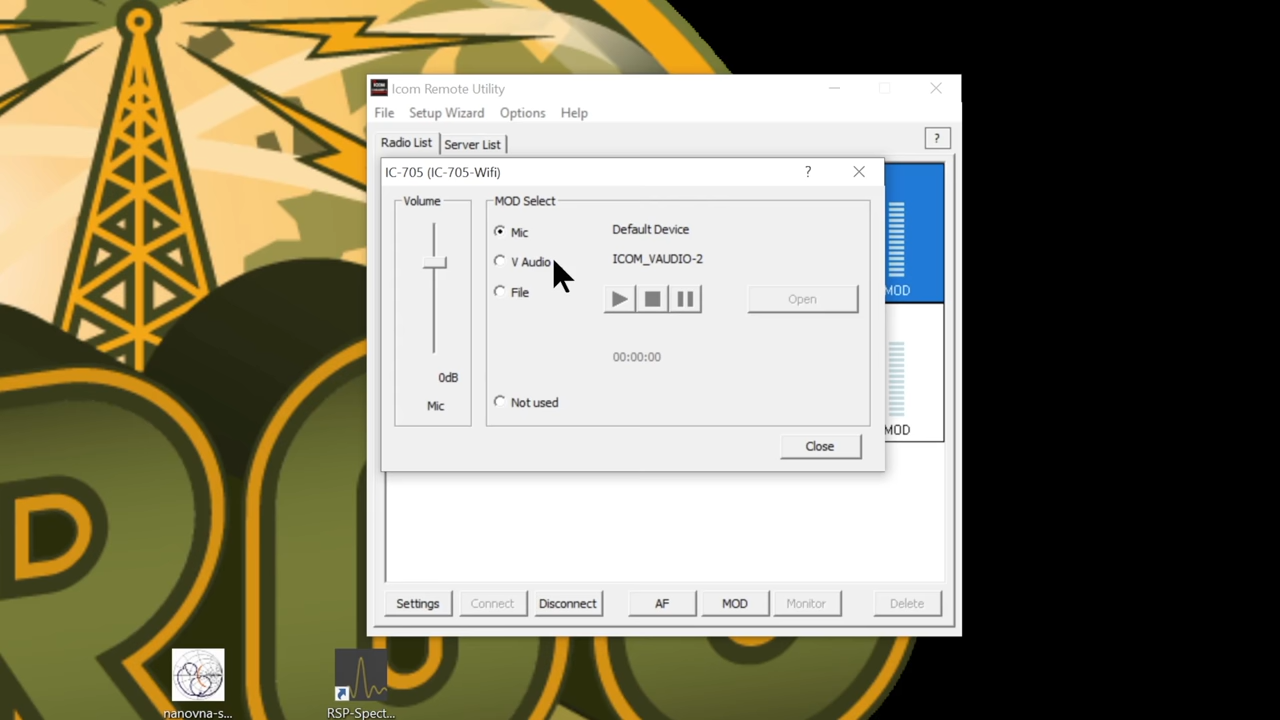 Icom Remote Utility
File Setup Wizard Options Help
Radio List Server List ?
IC-705 (IC-705-Wifi) ?
Volume
0dB
Mic
MOD Select
Mic Default Device
V Audio ICOM_VAUDIO-2
File
Open
00:00:00
Not used
Close
MOD
MOD
Settings Connect Disconnect AF MOD Monitor Delete
nanovna-s... RSP-Spect...